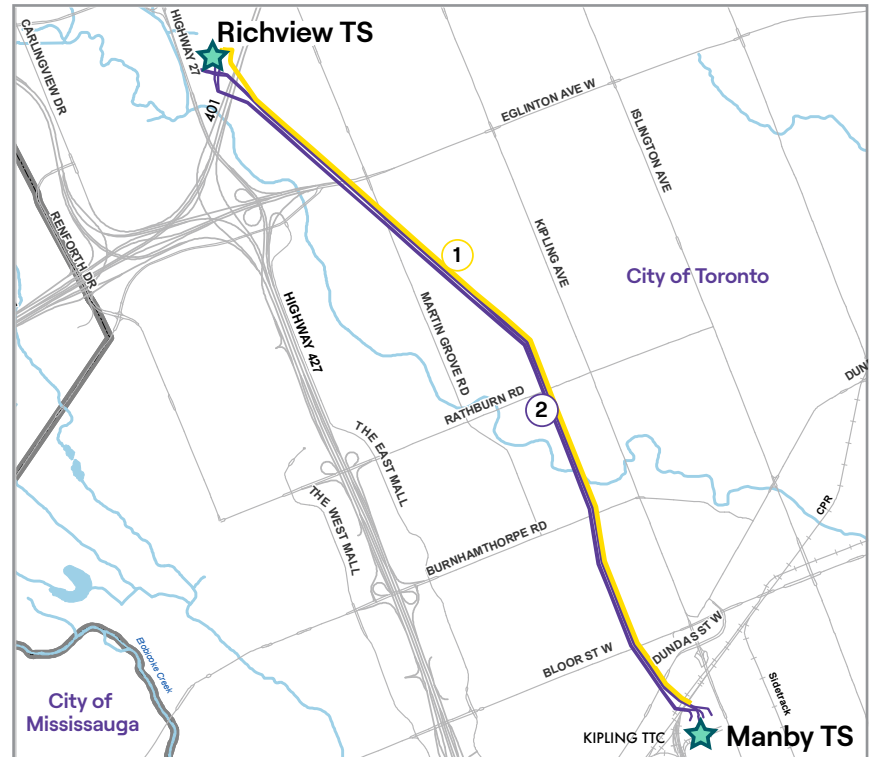 Richview TS
HIGHWAY 27
CARLINGVIEW DR
401
EGLINTON AVE W
ISLINGTON AVE
KIPLING AVE
RENFORTH DR
1
City of Toronto
HIGHWAY 427
MARTIN GROVE RD
RATHBURN RD
2
DUN
THE EAST MALL
THE WEST MALL
CPR
BURNHAMTHORPE RD
DUNDAS ST W
BLOOR ST W
Etobicoke Creek
Sidetrack
City of
Mississauga
KIPLING TTC
Manby TS